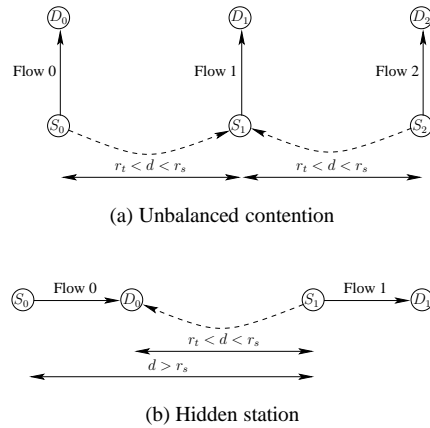 D0 D1 D2
Flow 0 Flow 1 Flow 2
S0 S1 S2
rt < d < rs rt < d < rs
(a) Unbalanced contention
S0 Flow 0 D0 S1 Flow 1 D1
rt < d < rs
d > rs
(b) Hidden station